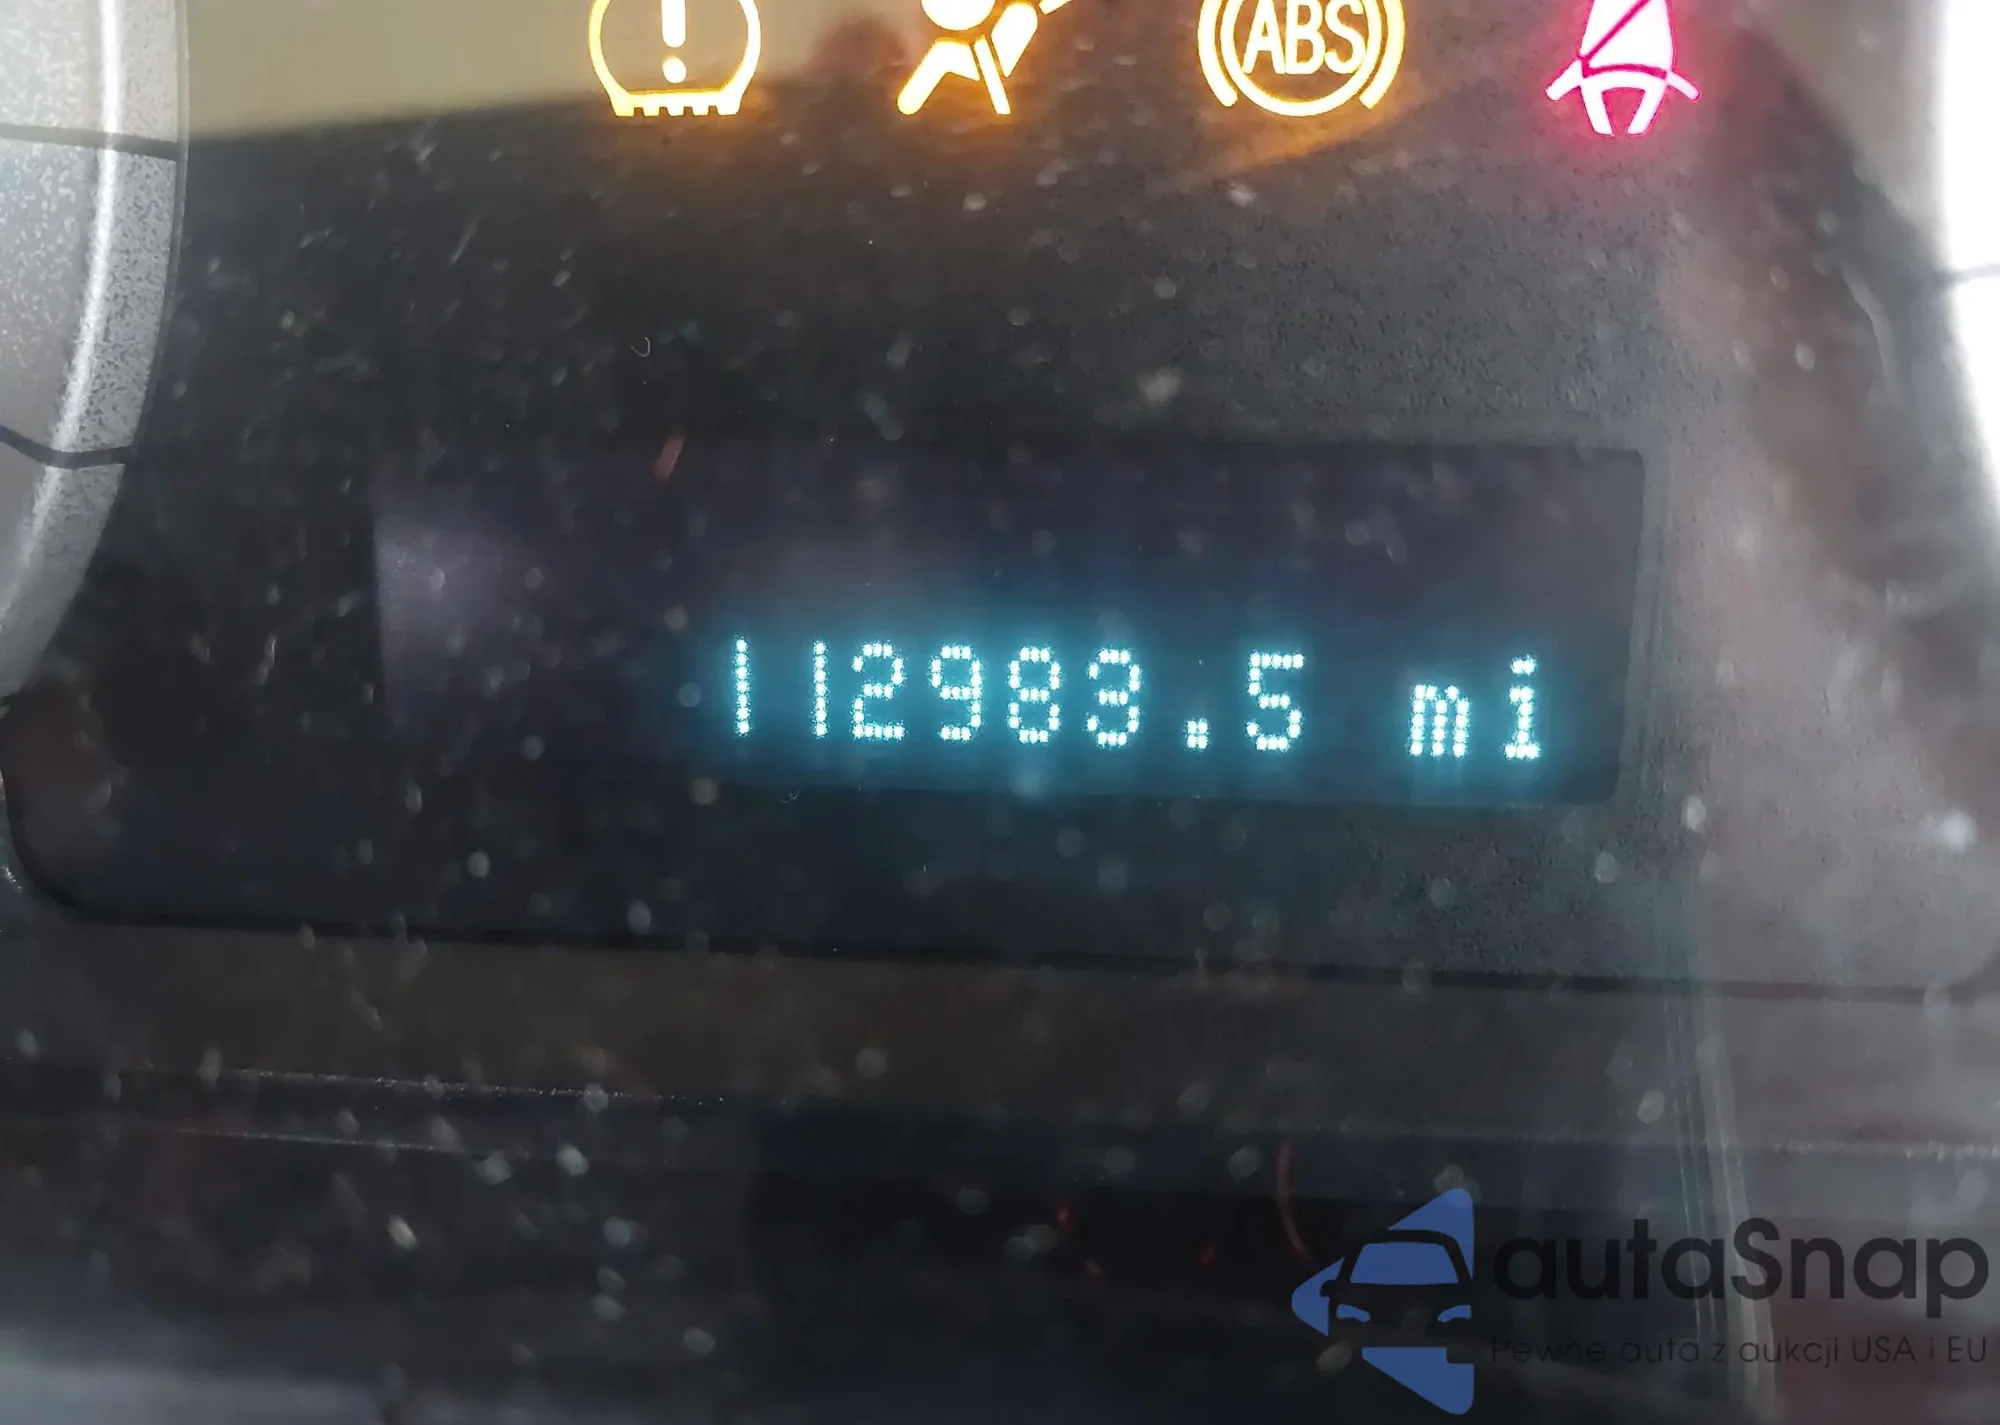 ABS
112983.5 mi
autaSnap
Pewne auta z aukcji USA i EU